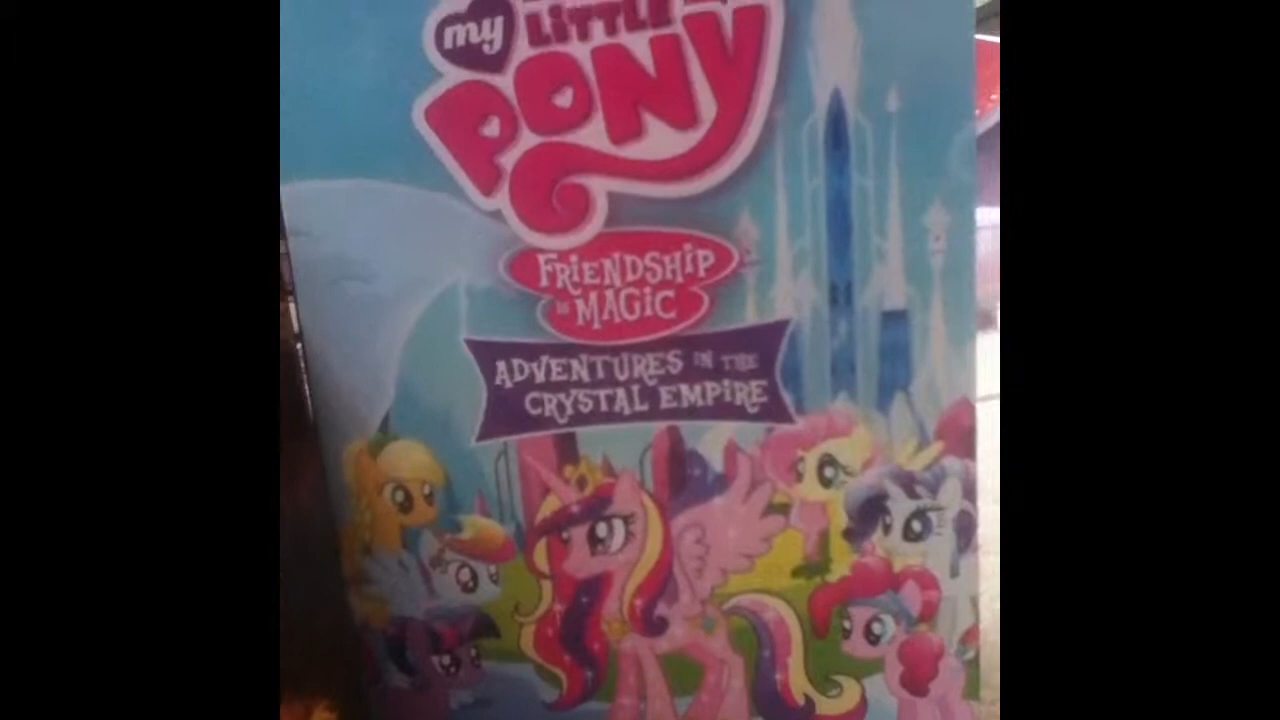 my LiTTLE
PONY
FRiENDSHiP
is MAGiC
ADVENTURES IN THE
CRYSTAL EMPiRE